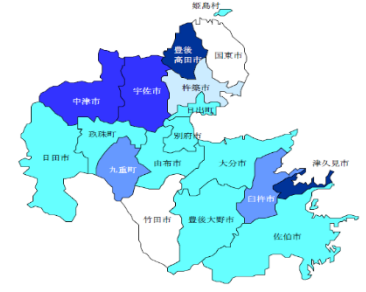 姫島村
豊後
高田市
国東市
中津市
宇佐市
杵築市
日出町
玖珠町
別府市
日田市
九重町
由布市
大分市
津久見市
臼杵市
竹田市
豊後大野市
佐伯市